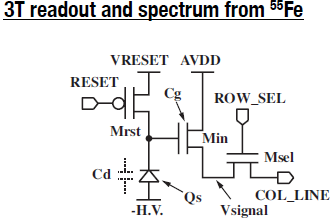 3T readout and spectrum from ⁵⁵Fe
VRESET AVDD
RESET
Cg
ROW_SEL
Mrst
Min
Msel
Cd
Qs
COL_LINE
-H.V.
Vsignal